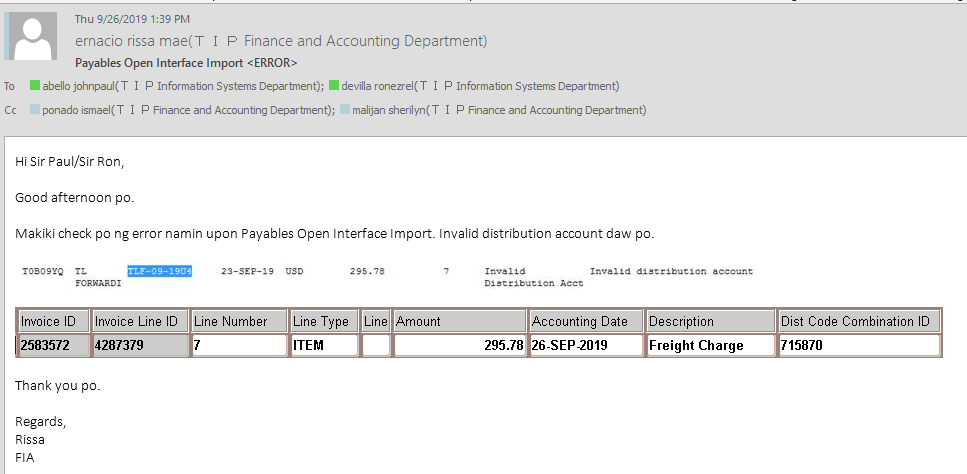 Thu 9/26/2019 1:39 PM
ernacio rissa mae(T I P Finance and Accounting Department)
Payables Open Interface Import <ERROR>
To abello johnpaul(T I P Information Systems Department); devilla ronezrel(T I P Information Systems Department)
Cc ponado ismael(T I P Finance and Accounting Department); malijan sherilyn(T I P Finance and Accounting Department)
Hi Sir Paul/Sir Ron,
Good afternoon po.
Makiki check po ng error namin upon Payables Open Interface Import. Invalid distribution account daw po.
T0B09YQ TL TLF-09-19U4 23-SEP-19 USD 295.78 7 Invalid Invalid distribution account
FORWARDI Distribution Acct
Invoice ID Invoice Line ID Line Number Line Type Line Amount Accounting Date Description Dist Code Combination ID
2583572 4287379 7 ITEM 295.78 26-SEP-2019 Freight Charge 715870
Thank you po.
Regards,
Rissa
FIA